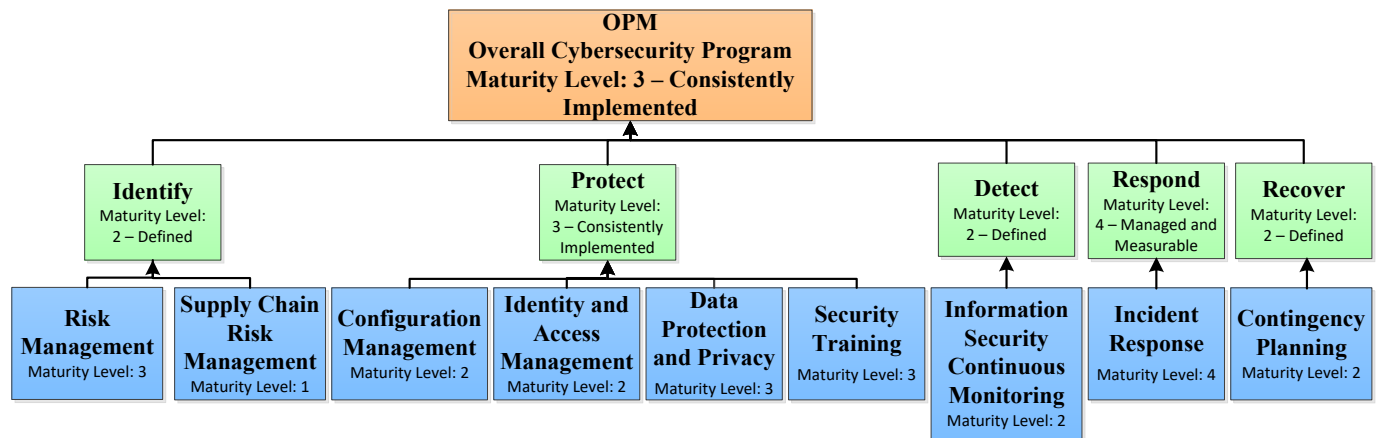 OPM
Overall Cybersecurity Program
Maturity Level: 3 – Consistently
Implemented
Identify
Maturity Level:
2 – Defined
Protect
Maturity Level:
3 – Consistently
Implemented
Detect
Maturity Level:
2 – Defined
Respond
Maturity Level:
4 – Managed and
Measurable
Recover
Maturity Level:
2 – Defined
Risk
Management
Maturity Level: 3
Supply Chain
Risk
Management
Maturity Level: 1
Configuration
Management
Maturity Level: 2
Identity and
Access
Management
Maturity Level: 2
Data
Protection
and Privacy
Maturity Level: 3
Security
Training
Maturity Level: 3
Information
Security
Continuous
Monitoring
Maturity Level: 2
Incident
Response
Maturity Level: 4
Contingency
Planning
Maturity Level: 2